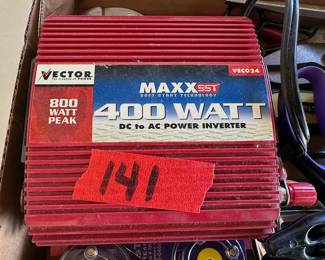 MAXX SST
SOFT START TECHNOLOGY
VEC024
VECTOR
800
WATT
PEAK
400 WATT
DC to AC POWER INVERTER
141